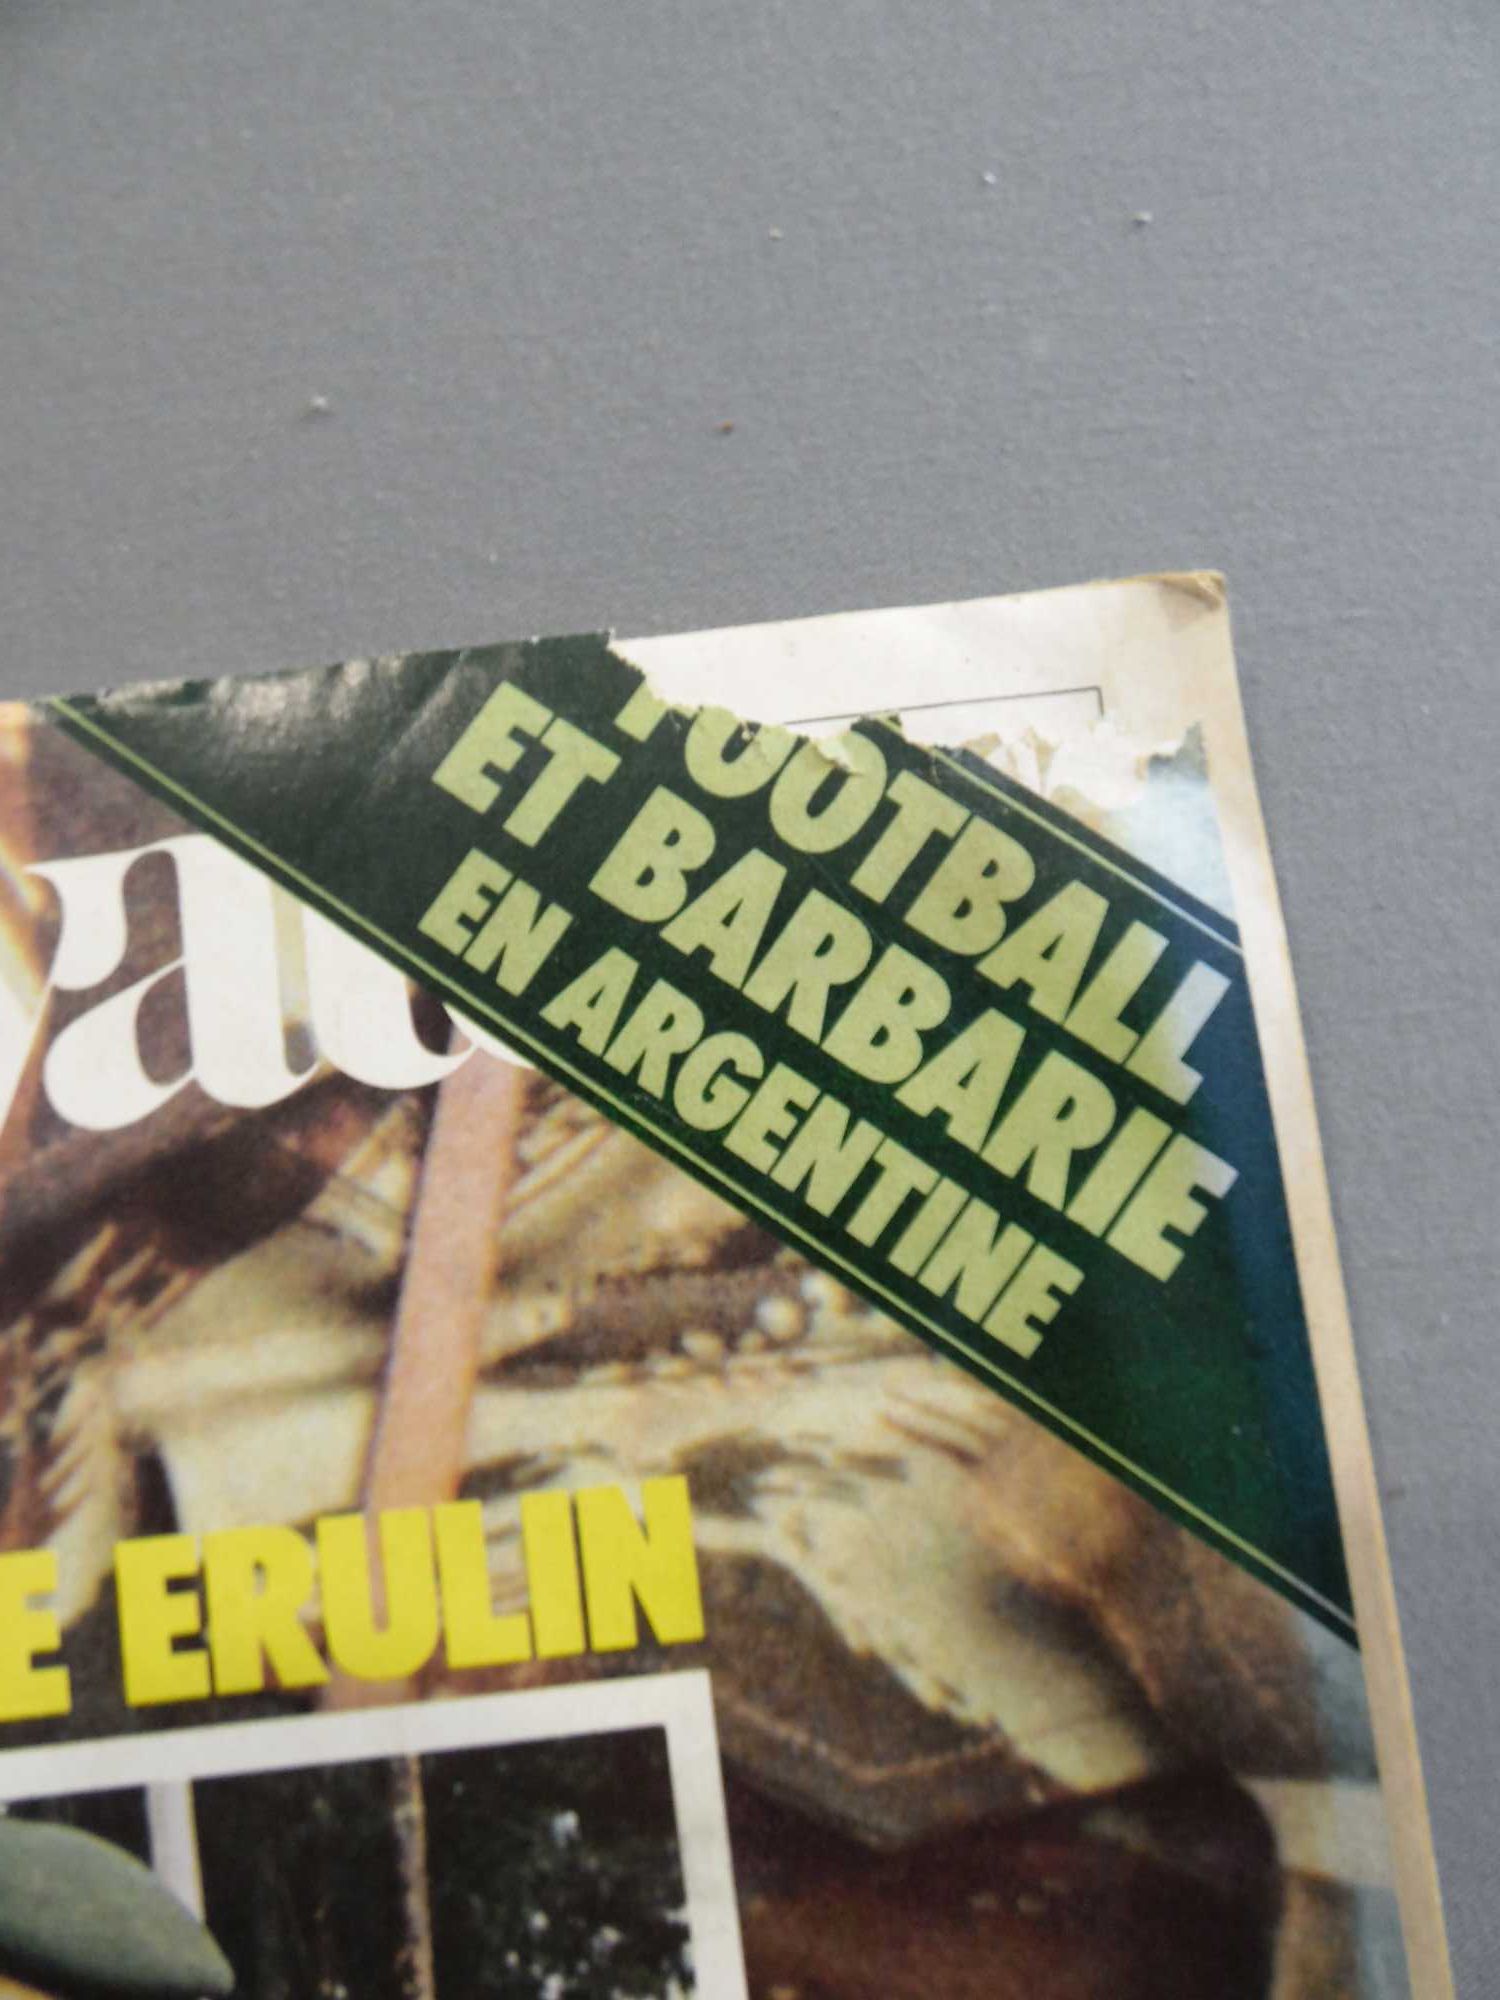 FOOTBALL
ET BARBARIE
EN ARGENTINE
ERULIN